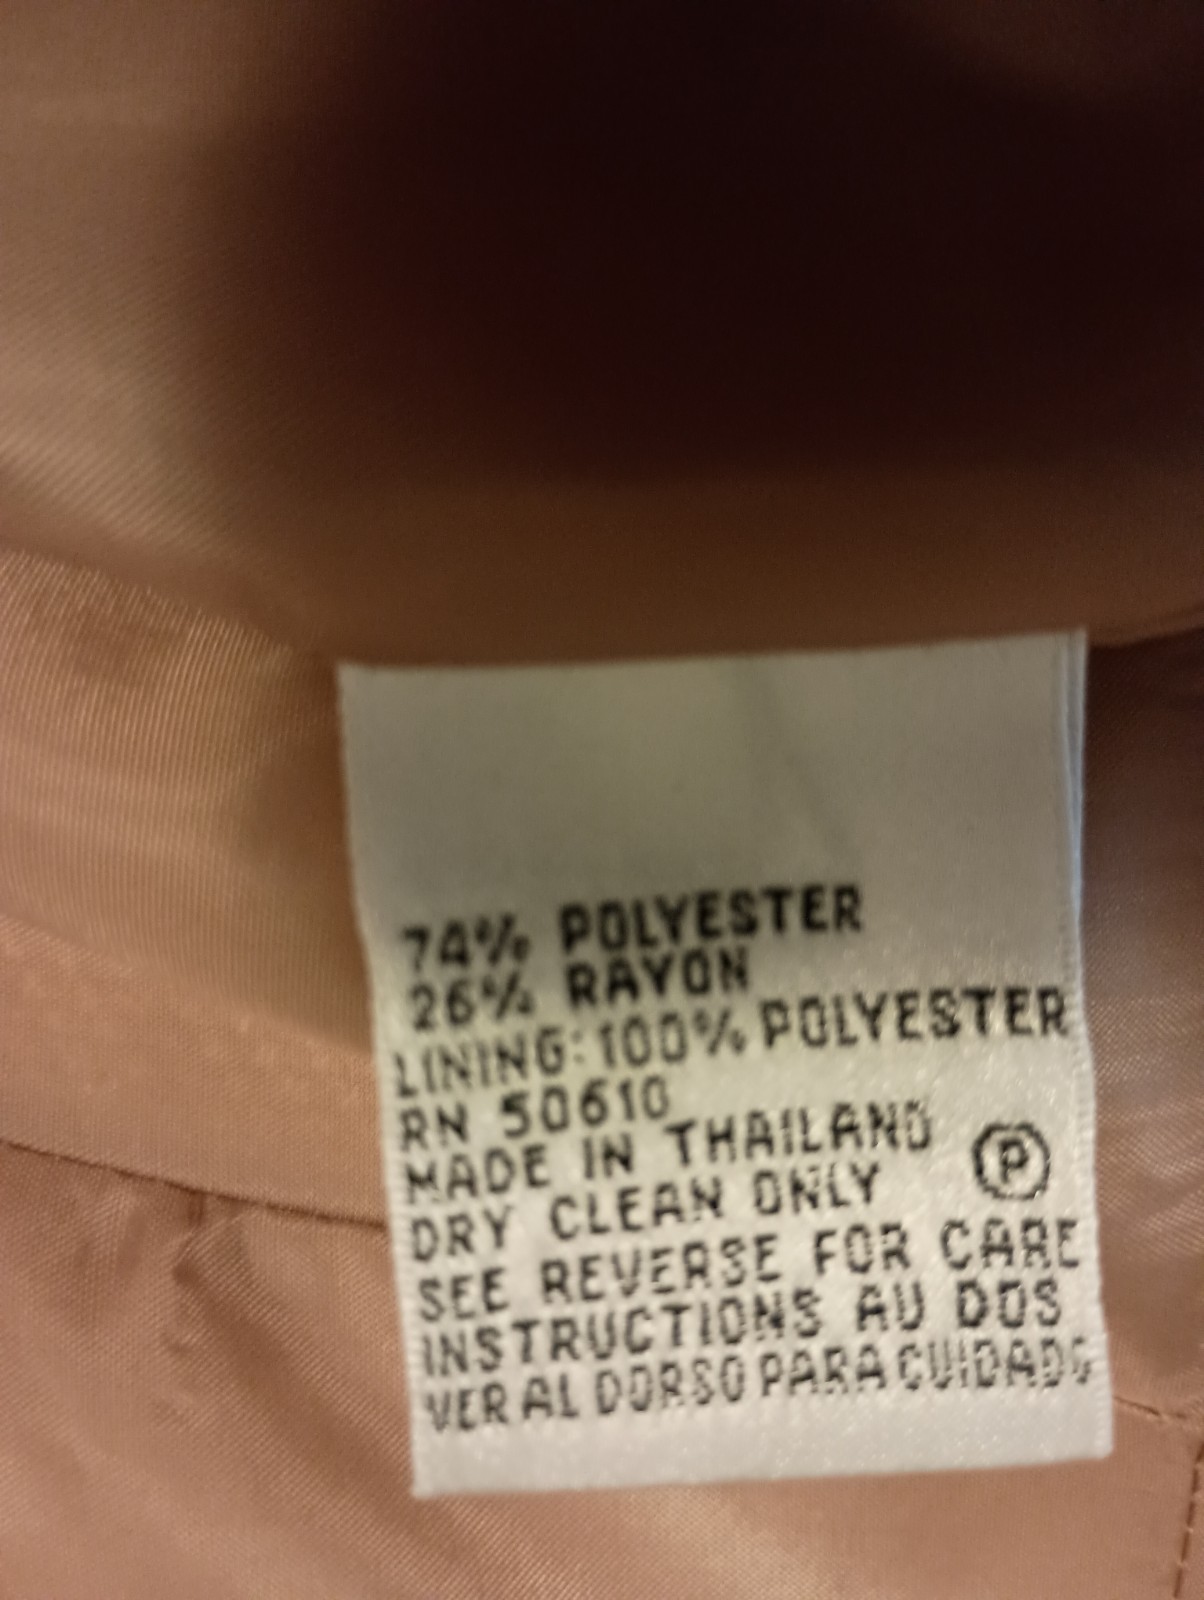 74% POLYESTER
26% RAYON
LINING: 100% POLYESTER
RN 50610
MADE IN THAILAND
DRY CLEAN ONLY Ⓟ
SEE REVERSE FOR CARE
INSTRUCTIONS AU DOS
VER AL DORSO PARA CUIDADO